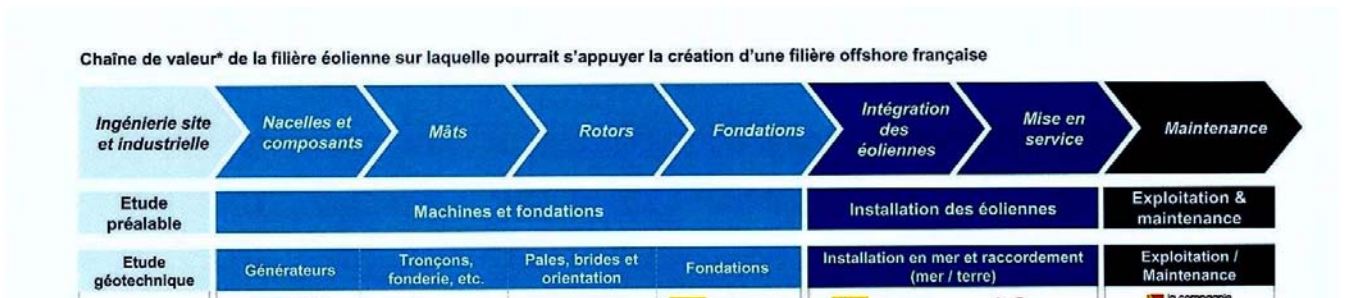 Chaîne de valeur* de la filière éolienne sur laquelle pourrait s'appuyer la création d'une filière offshore française
Ingénierie site
et industrielle
Nacelles et
composants
Mâts
Rotors
Fondations
Intégration
des
éoliennes
Mise en
service
Maintenance
Etude
préalable
Machines et fondations
Installation des éoliennes
Exploitation &
maintenance
Etude
géotechnique
Générateurs
Tronçons,
fonderie, etc.
Pales, brides et
orientation
Fondations
Installation en mer et raccordement
(mer / terre)
Exploitation /
Maintenance
la compagnie